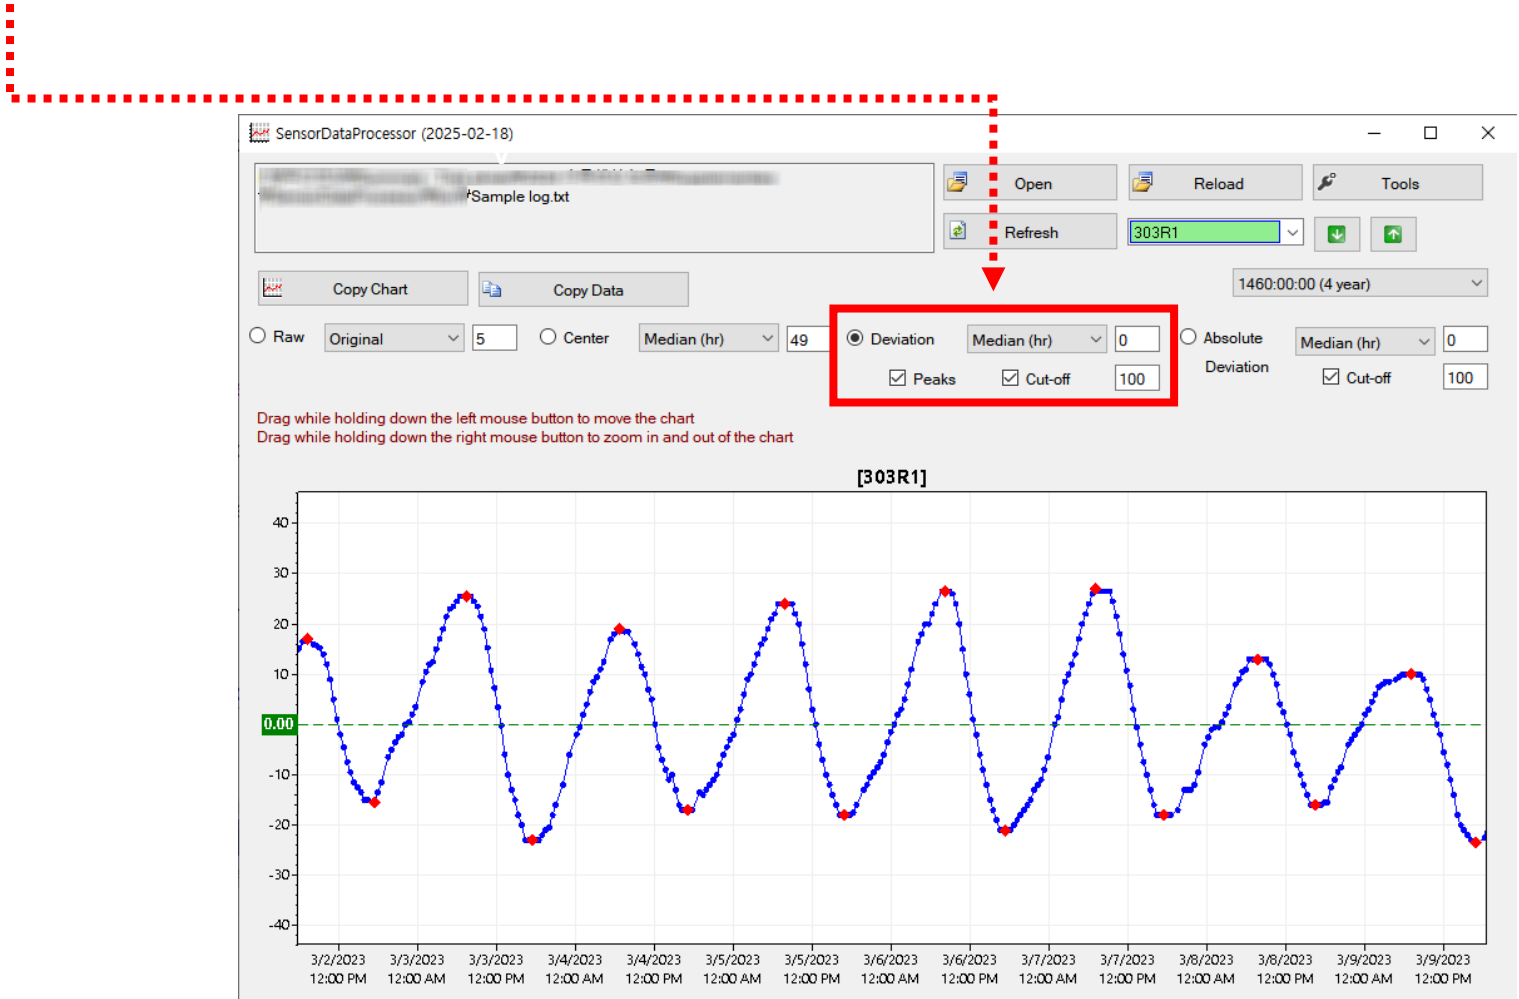 SensorDataProcessor (2025-02-18)
#Sample log.txt
Open
Reload
Tools
Refresh
303R1
Copy Chart
Copy Data
1460:00:00 (4 year)
Raw
Original
5
Center
Median (hr)
49
Deviation
Median (hr)
0
Absolute
Deviation
Median (hr)
0
Peaks
Cut-off
100
Cut-off
100
Drag while holding down the left mouse button to move the chart
Drag while holding down the right mouse button to zoom in and out of the chart
[303R1]
40
30
20
10
0.00
-10
-20
-30
-40
3/2/2023
12:00 PM
3/3/2023
12:00 AM
3/3/2023
12:00 PM
3/4/2023
12:00 AM
3/4/2023
12:00 PM
3/5/2023
12:00 AM
3/5/2023
12:00 PM
3/6/2023
12:00 AM
3/6/2023
12:00 PM
3/7/2023
12:00 AM
3/7/2023
12:00 PM
3/8/2023
12:00 AM
3/8/2023
12:00 PM
3/9/2023
12:00 AM
3/9/2023
12:00 PM